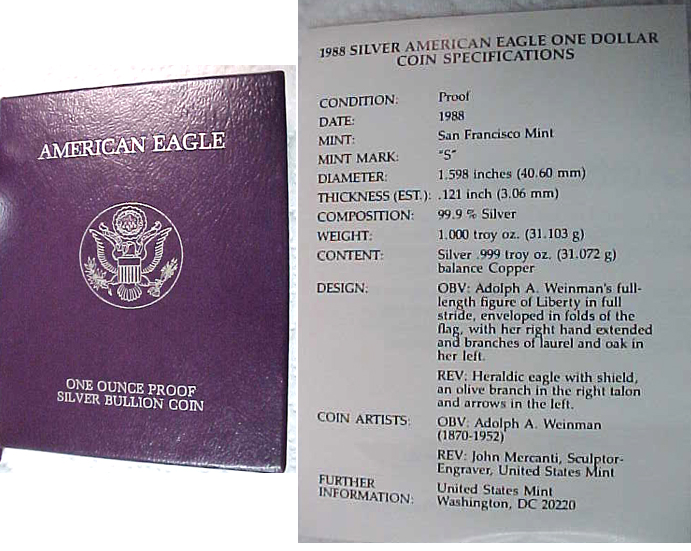 AMERICAN EAGLE
ONE OUNCE PROOF
SILVER BULLION COIN
1988 SILVER AMERICAN EAGLE ONE DOLLAR
COIN SPECIFICATIONS
CONDITION: Proof
DATE: 1988
MINT: San Francisco Mint
MINT MARK: "S"
DIAMETER: 1.598 inches (40.60 mm)
THICKNESS (EST.): .121 inch (3.06 mm)
COMPOSITION: 99.9 % Silver
WEIGHT: 1.000 troy oz. (31.103 g)
CONTENT: Silver .999 troy oz. (31.072 g)
balance Copper
DESIGN: OBV: Adolph A. Weinman's full-
length figure of Liberty in full
stride, enveloped in folds of the
flag, with her right hand extended
and branches of laurel and oak in
her left.
REV: Heraldic eagle with shield,
an olive branch in the right talon
and arrows in the left.
COIN ARTISTS: OBV: Adolph A. Weinman
(1870-1952)
REV: John Mercanti, Sculptor-
Engraver, United States Mint
FURTHER
INFORMATION: United States Mint
Washington, DC 20220